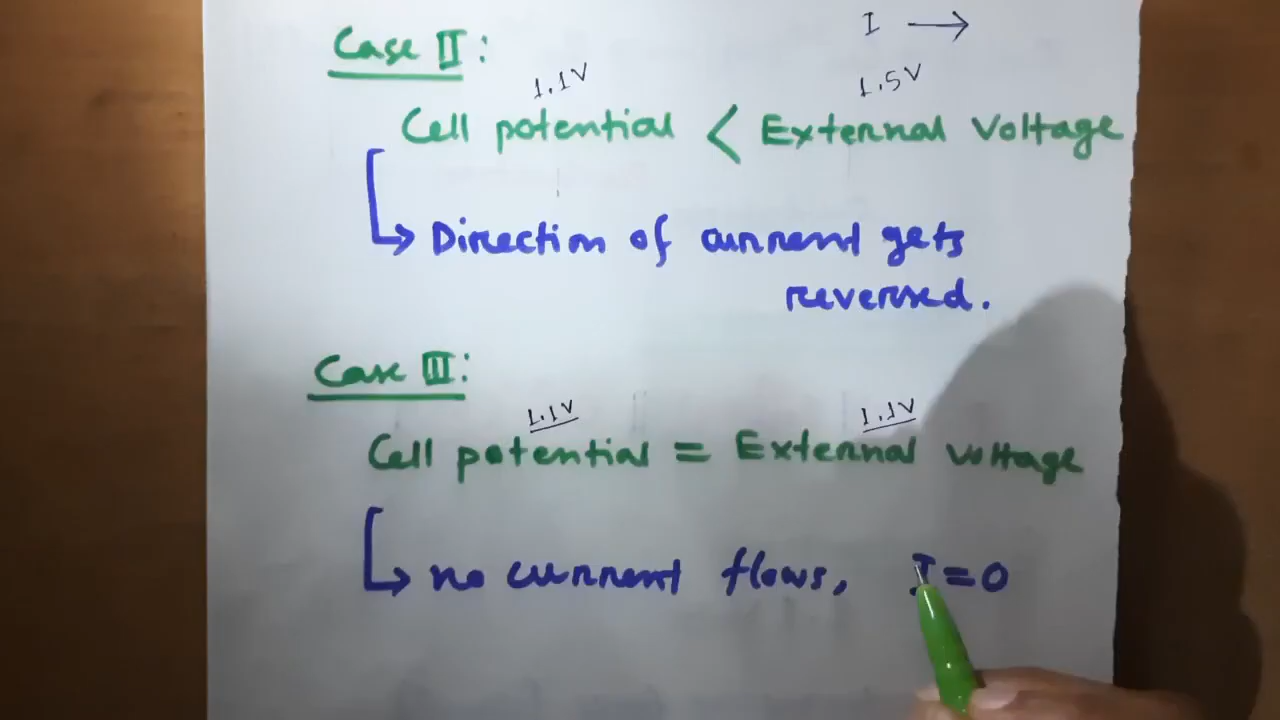 I →
Case II:
1.1V 1.5V
Cell potential < External Voltage
↳ Direction of current gets
reversed.
Case III:
1.1V 1.1V
Cell potential = External voltage
↳ no current flows, I = 0